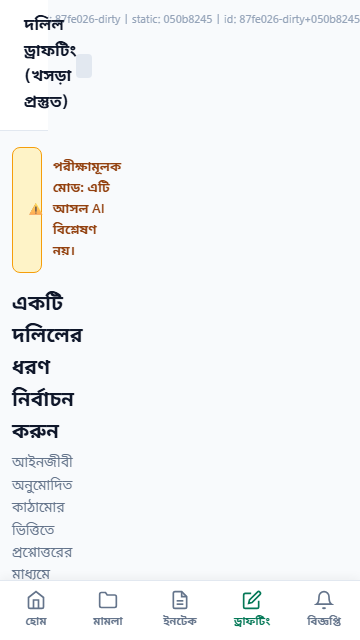 দলিল
ড্রাফটিং
(খসড়া
প্রস্তুত)
: 87fe026-dirty | static: 050b8245 | id: 87fe026-dirty+050b8245
পরীক্ষামূলক
মোড: এটি
আসল AI
বিশ্লেষণ
নয়।
একটি
দলিলের
ধরণ
নির্বাচন
করুন
আইনজীবী
অনুমোদিত
কাঠামোর
ভিত্তিতে
প্রশ্নোত্তরের
মাধ্যমে
হোম
মামলা
ইনটেক
ড্রাফটিং
বিজ্ঞপ্তি